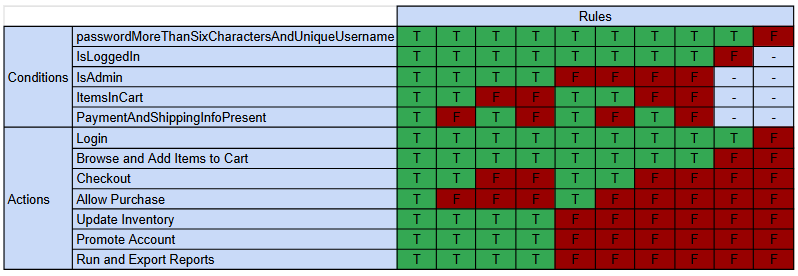 Rules
Conditions
passwordMoreThanSixCharactersAndUniqueUsername T T T T T T T T T F
IsLoggedIn T T T T T T T T F -
IsAdmin T T T T F F F F - -
ItemsInCart T T F F T T F F - -
PaymentAndShippingInfoPresent T F T F T F T F - -
Actions
Login T T T T T T T T T F
Browse and Add Items to Cart T T T T T T T T F F
Checkout T T F F T T F F F F
Allow Purchase T F F F T F F F F F
Update Inventory T T T T F F F F F F
Promote Account T T T T F F F F F F
Run and Export Reports T T T T F F F F F F